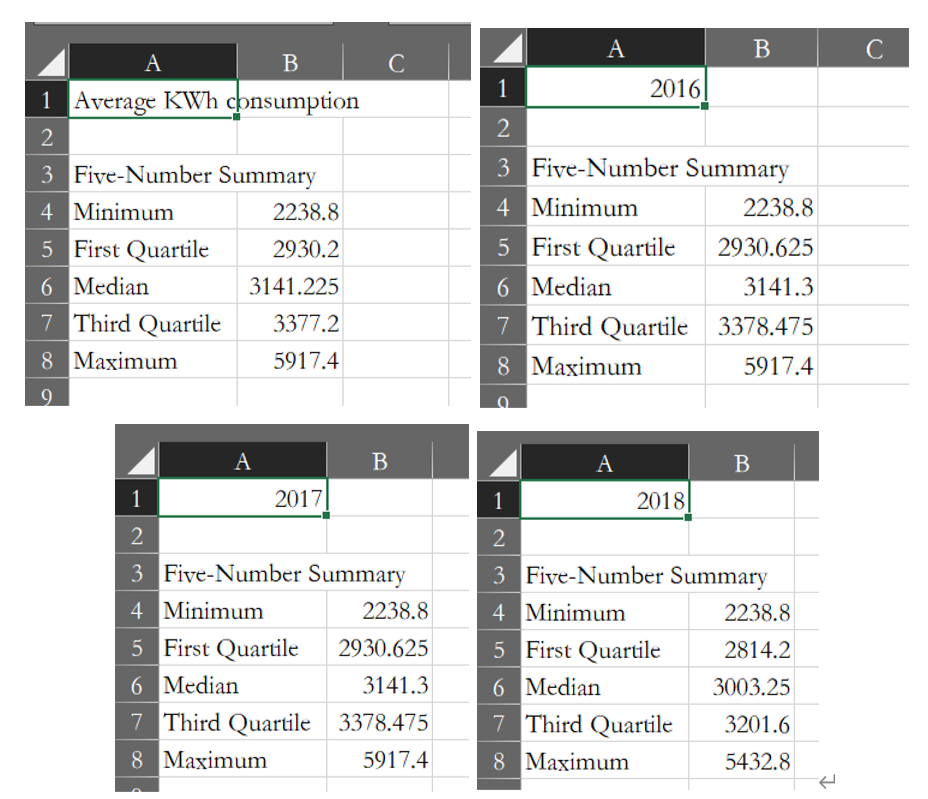 A B C
1 Average KWh consumption
2
3 Five-Number Summary
4 Minimum 2238.8
5 First Quartile 2930.2
6 Median 3141.225
7 Third Quartile 3377.2
8 Maximum 5917.4
9
A B C
1 2016
2
3 Five-Number Summary
4 Minimum 2238.8
5 First Quartile 2930.625
6 Median 3141.3
7 Third Quartile 3378.475
8 Maximum 5917.4
9
A B
1 2017
2
3 Five-Number Summary
4 Minimum 2238.8
5 First Quartile 2930.625
6 Median 3141.3
7 Third Quartile 3378.475
8 Maximum 5917.4
A B
1 2018
2
3 Five-Number Summary
4 Minimum 2238.8
5 First Quartile 2814.2
6 Median 3003.25
7 Third Quartile 3201.6
8 Maximum 5432.8